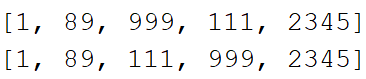 [1, 89, 999, 111, 2345]
[1, 89, 111, 999, 2345]